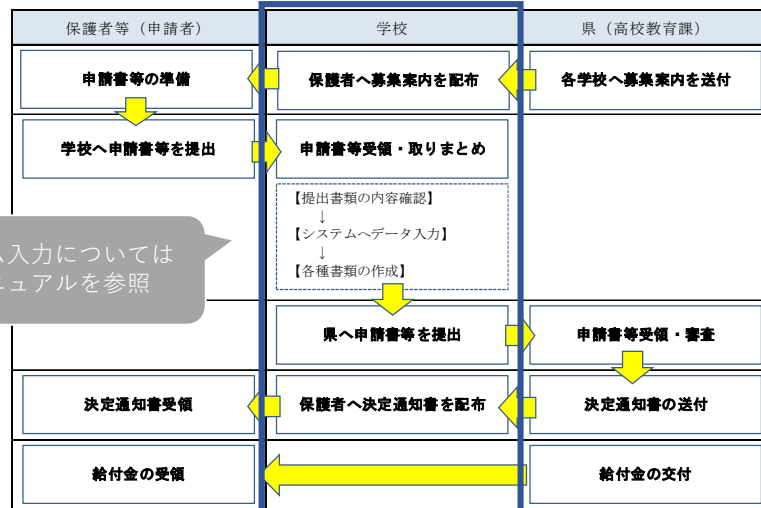 保護者等（申請者）
学校
県（高校教育課）
申請書等の準備
保護者へ募集案内を配布
各学校へ募集案内を送付
学校へ申請書等を提出
申請書等受領・取りまとめ
【提出書類の内容確認】
↓
【システムへデータ入力】
↓
【各種書類の作成】
入力については
ニュアルを参照
県へ申請書等を提出
申請書等受領・審査
決定通知書受領
保護者へ決定通知書を配布
決定通知書の送付
給付金の受領
給付金の交付